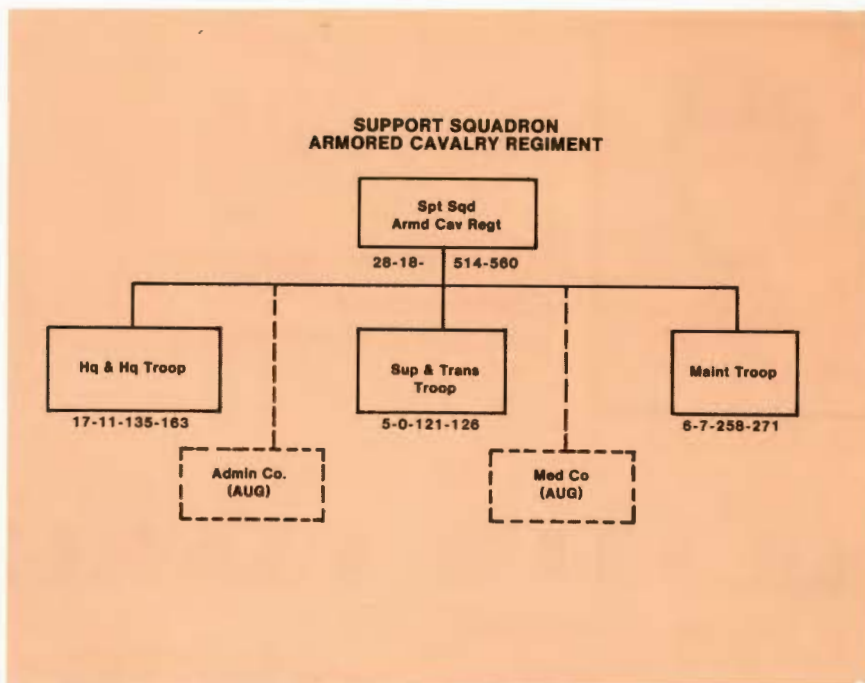 SUPPORT SQUADRON
ARMORED CAVALRY REGIMENT
Spt Sqd
Armd Cav Regt
28-18- 514-560
Hq & Hq Troop
17-11-135-163
Sup & Trans
Troop
5-0-121-126
Maint Troop
6-7-258-271
Admin Co.
(AUG)
Med Co
(AUG)